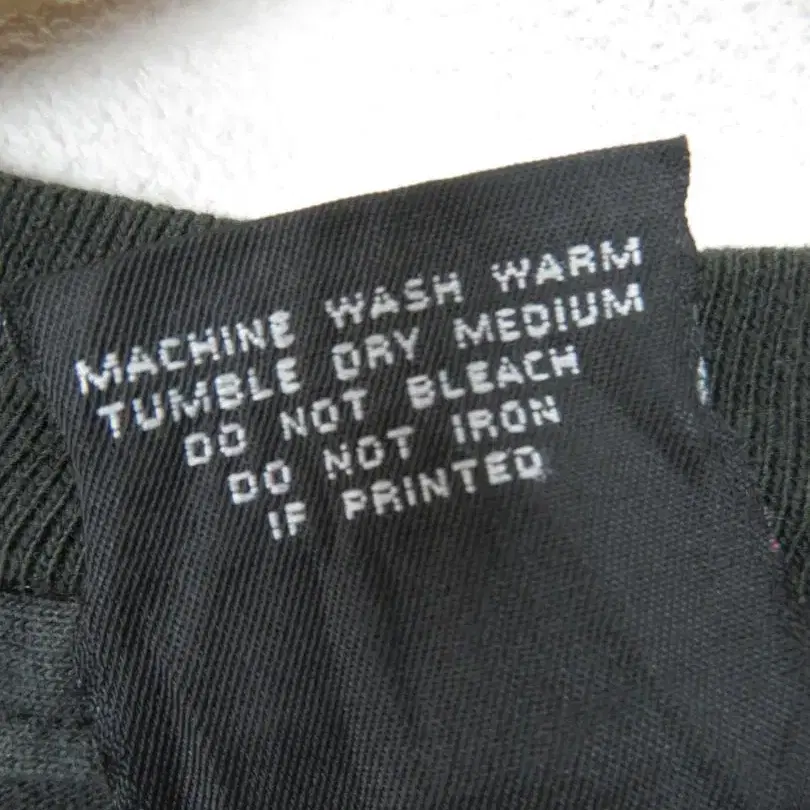 MACHINE WASH WARM
TUMBLE DRY MEDIUM
DO NOT BLEACH
DO NOT IRON
IF PRINTED